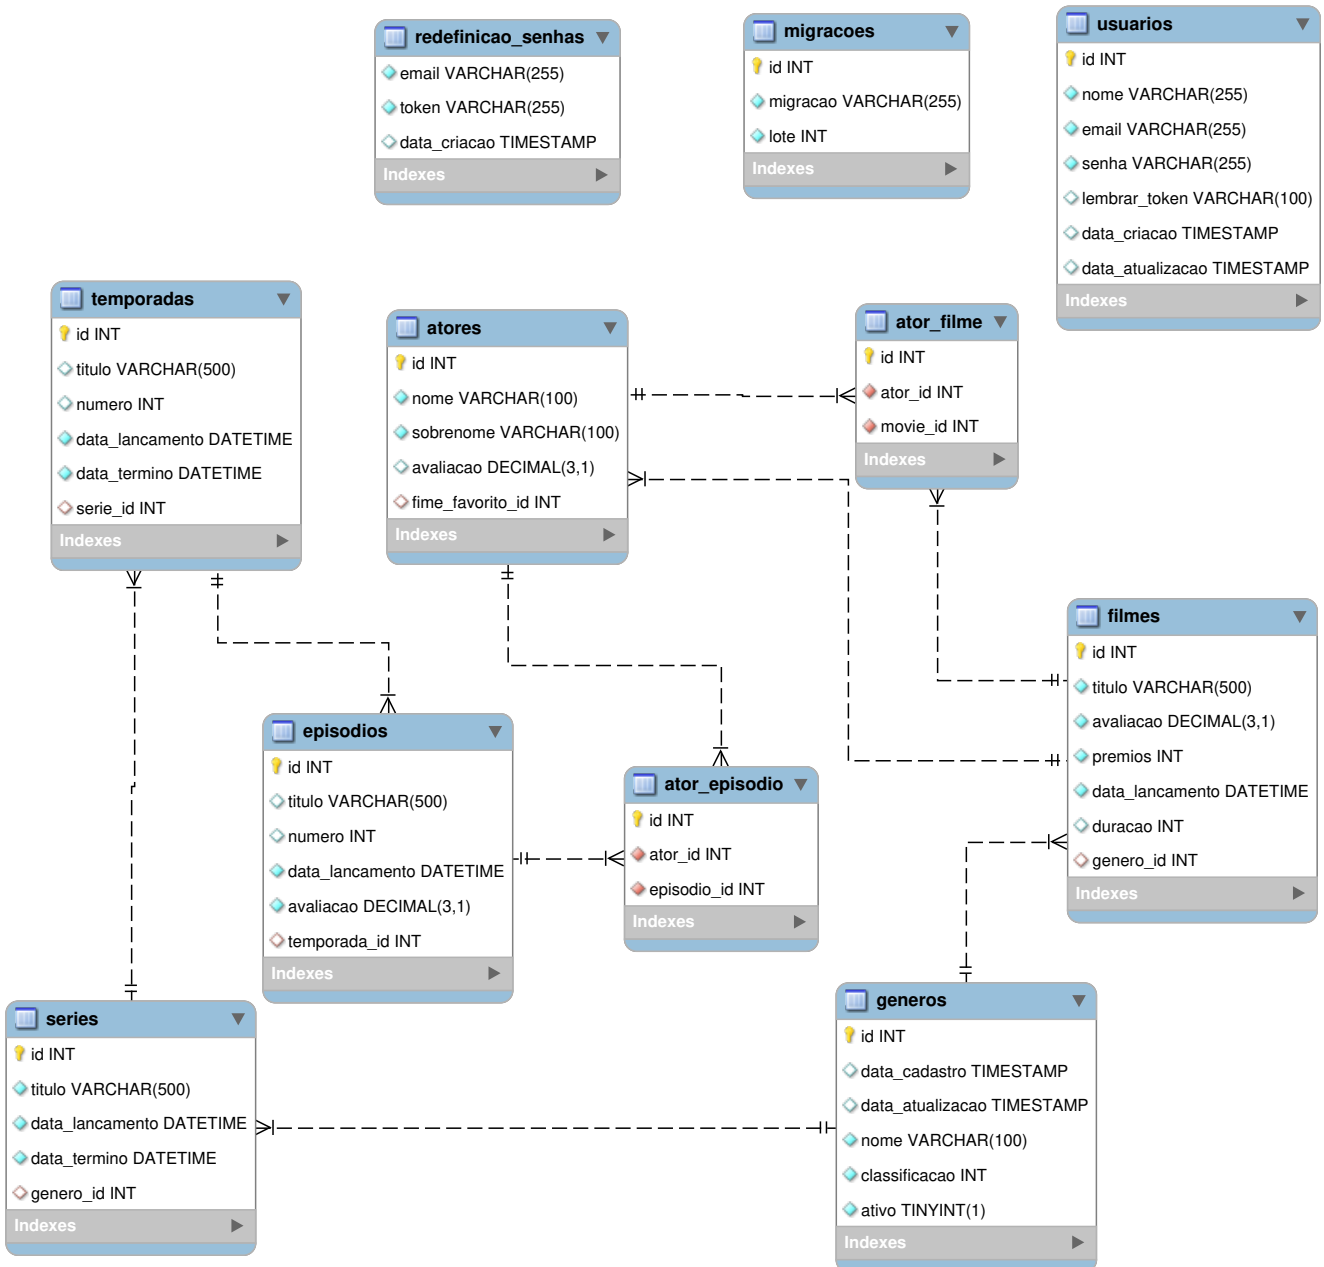 redefinicao_senhas
email VARCHAR(255)
token VARCHAR(255)
data_criacao TIMESTAMP
Indexes
migracoes
id INT
migracao VARCHAR(255)
lote INT
Indexes
usuarios
id INT
nome VARCHAR(255)
email VARCHAR(255)
senha VARCHAR(255)
lembrar_token VARCHAR(100)
data_criacao TIMESTAMP
data_atualizacao TIMESTAMP
Indexes
temporadas
id INT
titulo VARCHAR(500)
numero INT
data_lancamento DATETIME
data_termino DATETIME
serie_id INT
Indexes
atores
id INT
nome VARCHAR(100)
sobrenome VARCHAR(100)
avaliacao DECIMAL(3,1)
fime_favorito_id INT
Indexes
ator_filme
id INT
ator_id INT
movie_id INT
Indexes
filmes
id INT
titulo VARCHAR(500)
avaliacao DECIMAL(3,1)
premios INT
data_lancamento DATETIME
duracao INT
genero_id INT
Indexes
episodios
id INT
titulo VARCHAR(500)
numero INT
data_lancamento DATETIME
avaliacao DECIMAL(3,1)
temporada_id INT
Indexes
ator_episodio
id INT
ator_id INT
episodio_id INT
Indexes
series
id INT
titulo VARCHAR(500)
data_lancamento DATETIME
data_termino DATETIME
genero_id INT
Indexes
generos
id INT
data_cadastro TIMESTAMP
data_atualizacao TIMESTAMP
nome VARCHAR(100)
classificacao INT
ativo TINYINT(1)
Indexes